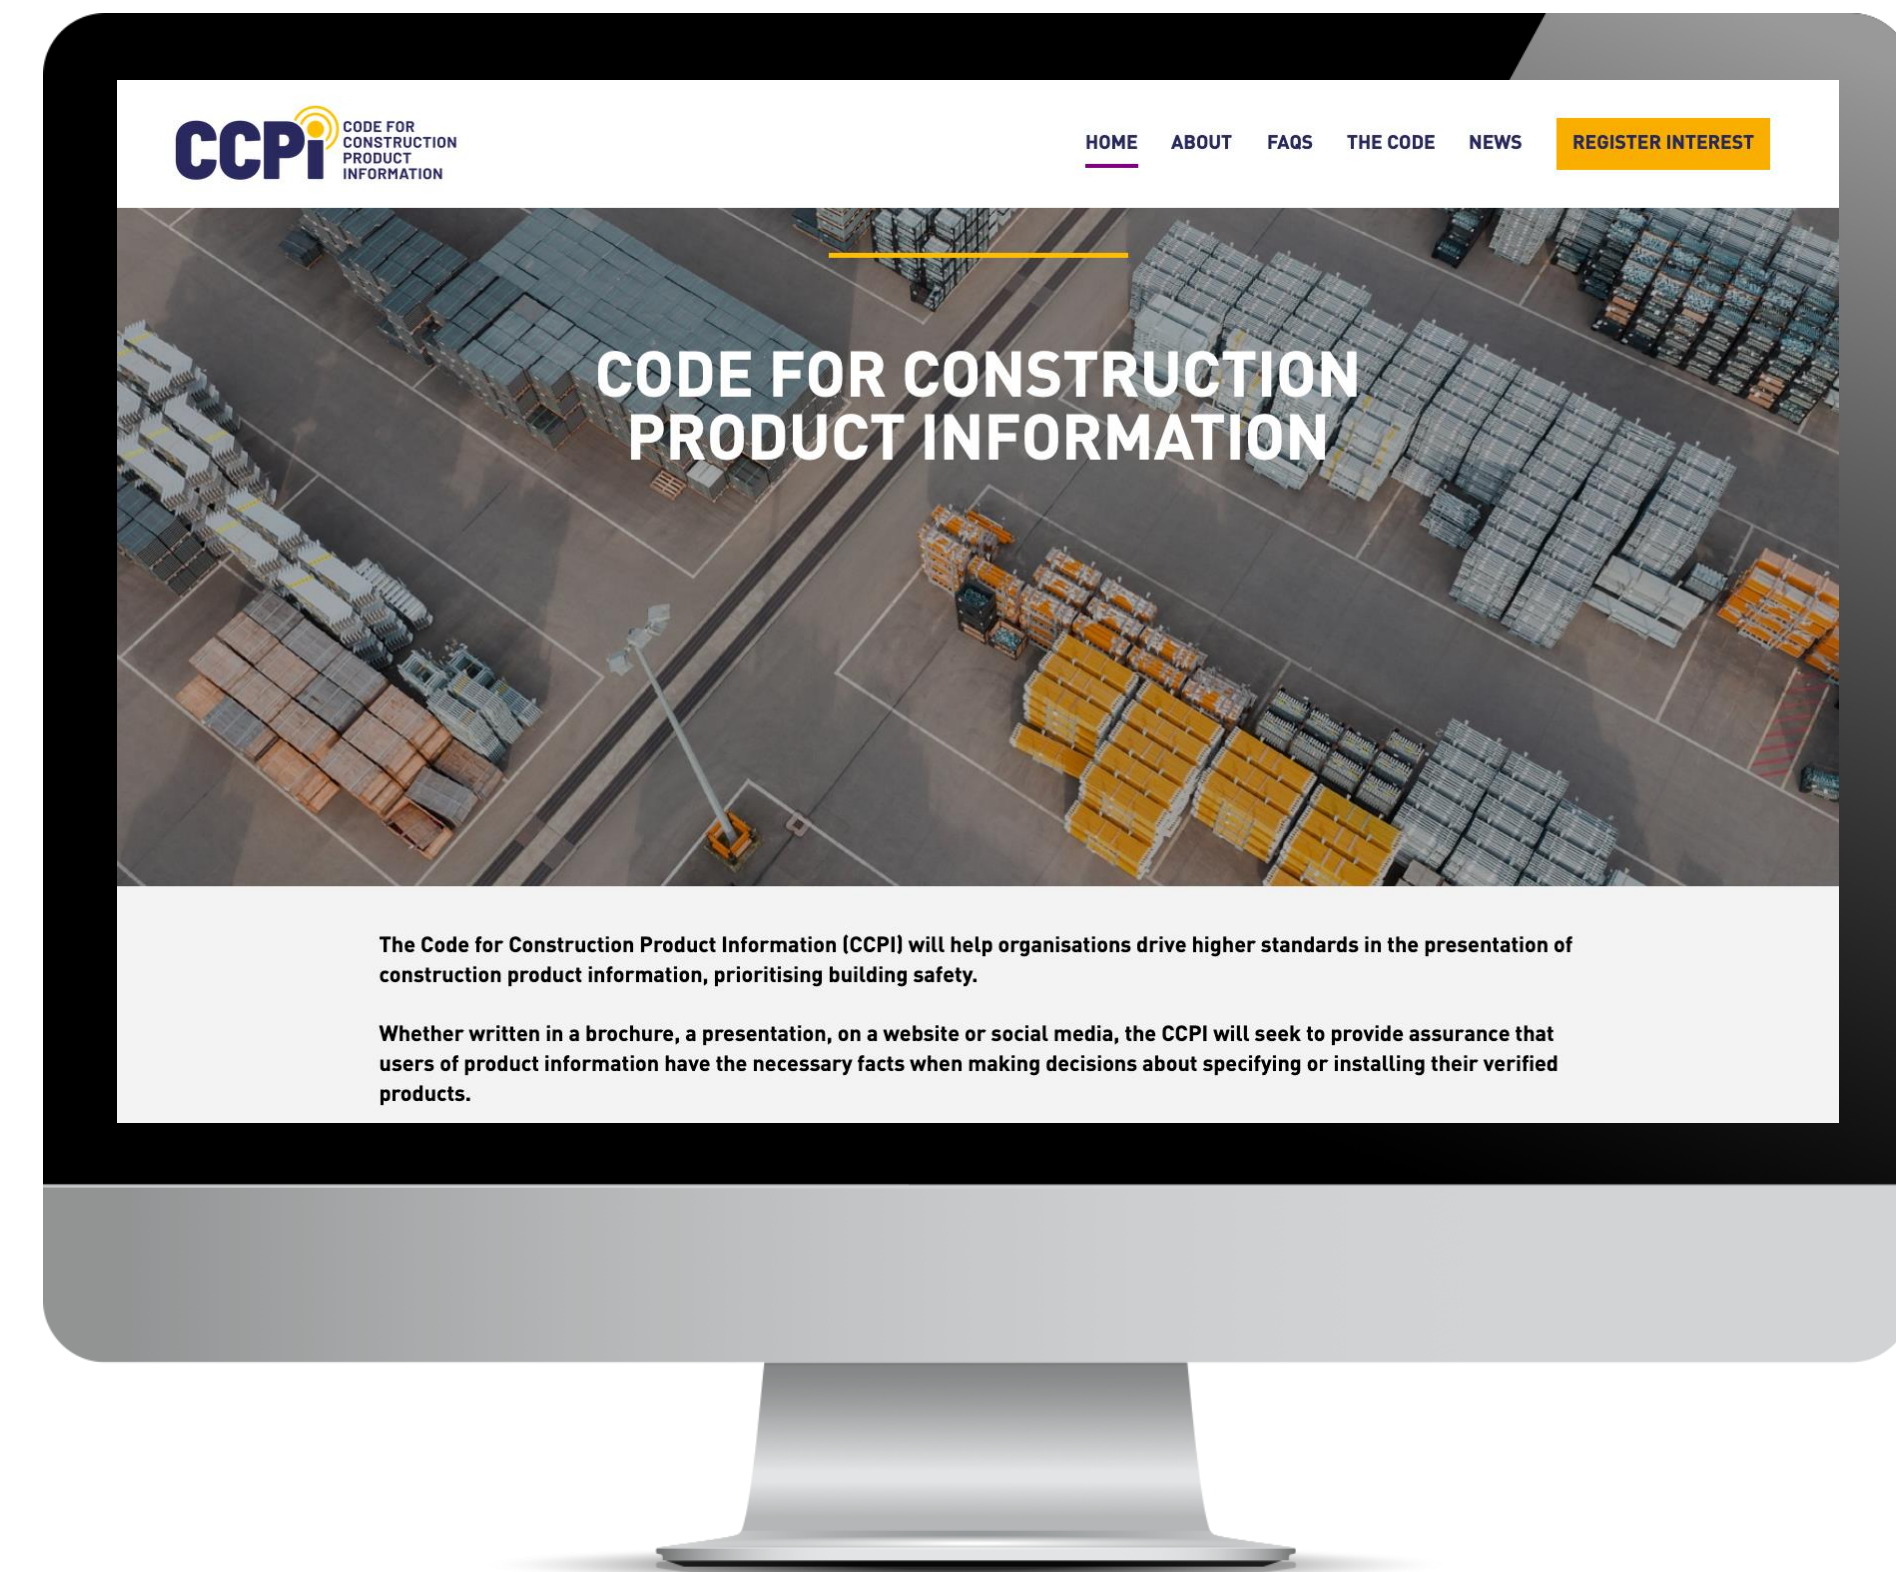 CCPi
CODE FOR
CONSTRUCTION
PRODUCT
INFORMATION
HOME
ABOUT
FAQS
THE CODE
NEWS
REGISTER INTEREST
CODE FOR CONSTRUCTION
PRODUCT INFORMATION
The Code for Construction Product Information (CCPI) will help organisations drive higher standards in the presentation of
construction product information, prioritising building safety.
Whether written in a brochure, a presentation, on a website or social media, the CCPI will seek to provide assurance that
users of product information have the necessary facts when making decisions about specifying or installing their verified
products.